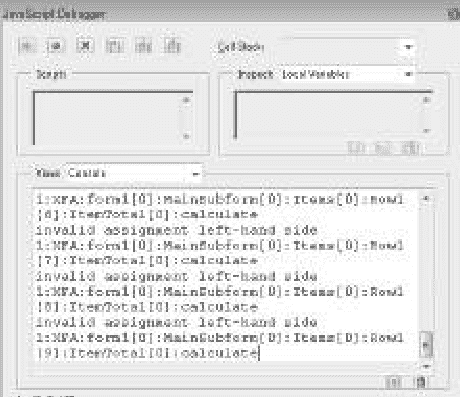 JavaScript Debugger
Call Stack:
Scripts
Inspect: Local Variables
View: Console
1:XFA:form1[0]:MainSubform[0]:Items[0]:Row1
[6]:ItemTotal[0]:calculate
invalid assignment left-hand side
1:XFA:form1[0]:MainSubform[0]:Items[0]:Row1
[7]:ItemTotal[0]:calculate
invalid assignment left-hand side
1:XFA:form1[0]:MainSubform[0]:Items[0]:Row1
[8]:ItemTotal[0]:calculate
invalid assignment left-hand side
1:XFA:form1[0]:MainSubform[0]:Items[0]:Row1
[9]:ItemTotal[0]:calculate